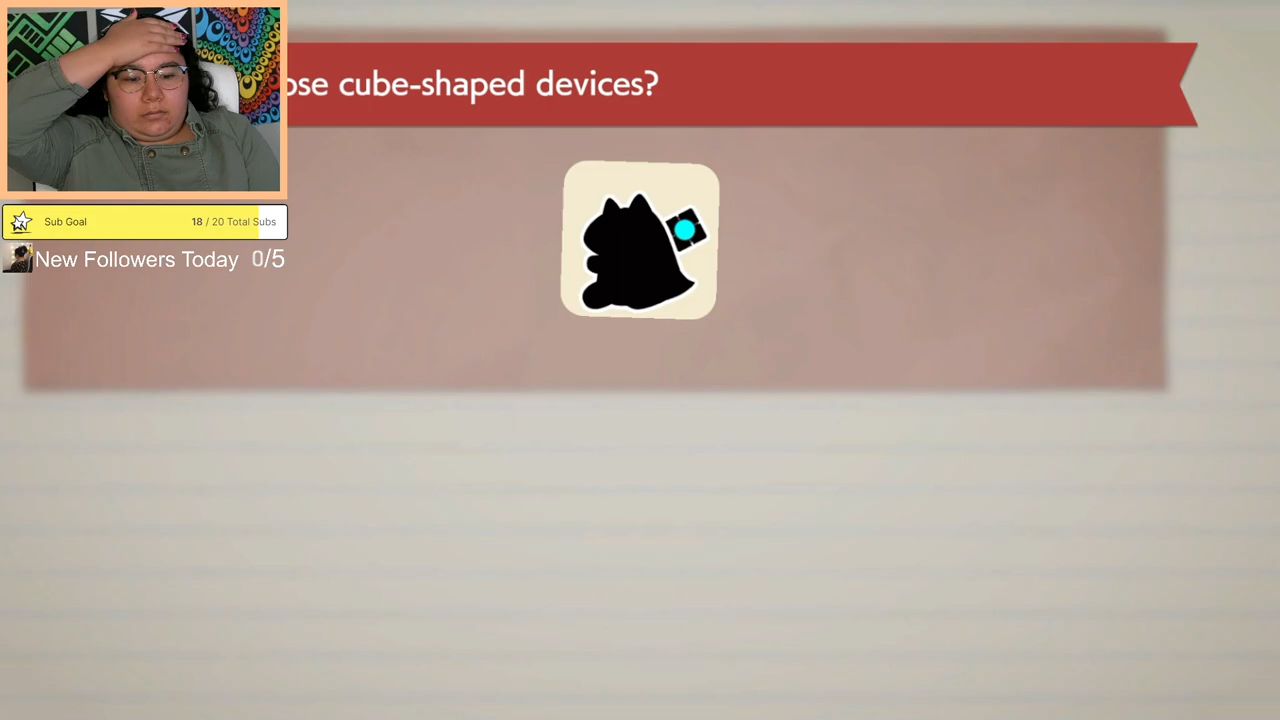 ose cube-shaped devices?
Sub Goal 18 / 20 Total Subs
New Followers Today 0/5